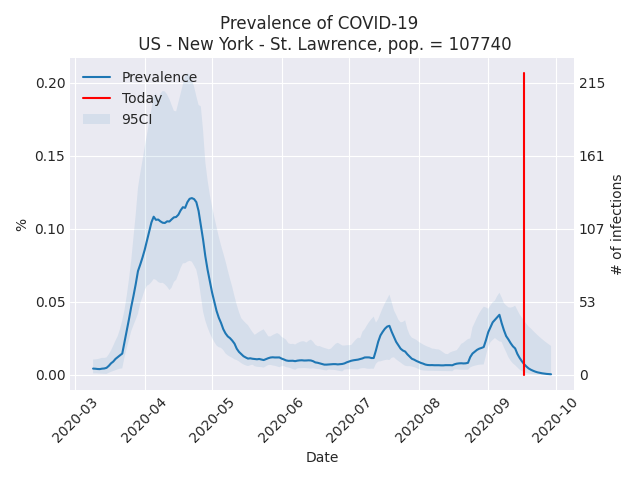 Prevalence of COVID-19
US - New York - St. Lawrence, pop. = 107740
Prevalence
Today
95CI
0.20
0.15
0.10
0.05
0.00
%
215
161
107
53
0
# of infections
2020-03
2020-04
2020-05
2020-06
2020-07
2020-08
2020-09
2020-10
Date